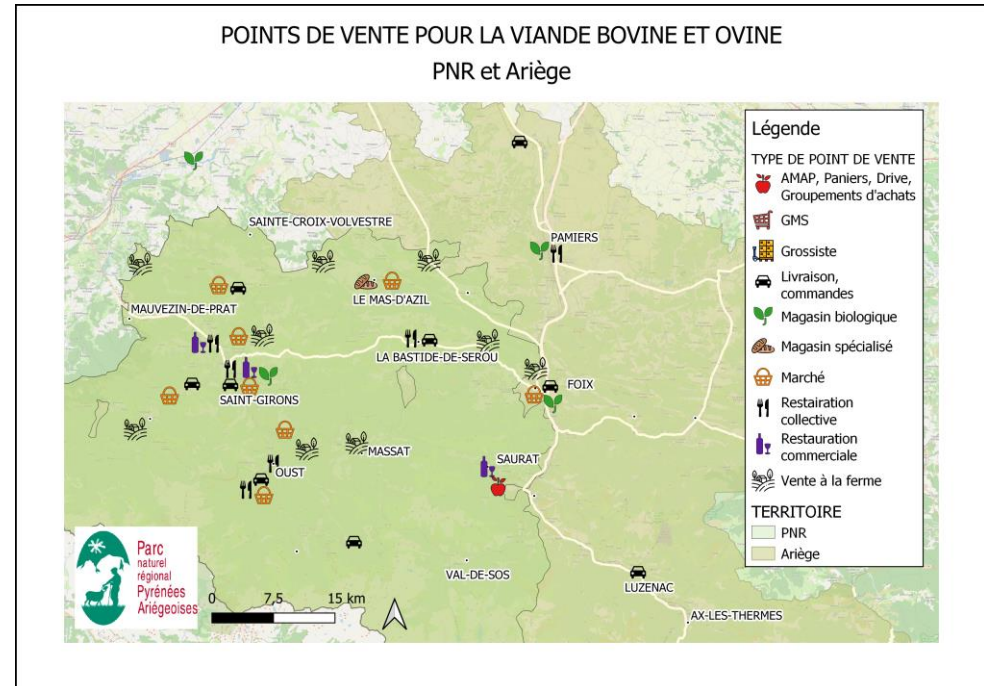 POINTS DE VENTE POUR LA VIANDE BOVINE ET OVINE
PNR et Ariège
Légende
TYPE DE POINT DE VENTE
AMAP, Paniers, Drive,
Groupements d'achats
GMS
Grossiste
Livraison,
commandes
Magasin biologique
Magasin spécialisé
Marché
Restairation
collective
Restauration
commerciale
Vente à la ferme
TERRITOIRE
PNR
Ariège
SAINTE-CROIX-VOLVESTRE
PAMIERS
MAUVEZIN-DE-PRAT
LE MAS-D'AZIL
LA BASTIDE-DE-SEROU
FOIX
SAINT-GIRONS
MASSAT
SAURAT
OUST
VAL-DE-SOS
LUZENAC
AX-LES-THERMES
Parc
naturel
régional
Pyrénées
Ariégeoises
0 7,5 15 km